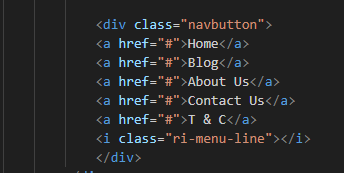 <div class="navbutton">
<a href="#">Home</a>
<a href="#">Blog</a>
<a href="#">About Us</a>
<a href="#">Contact Us</a>
<a href="#">T & C</a>
<i class="ri-menu-line"></i>
</div>